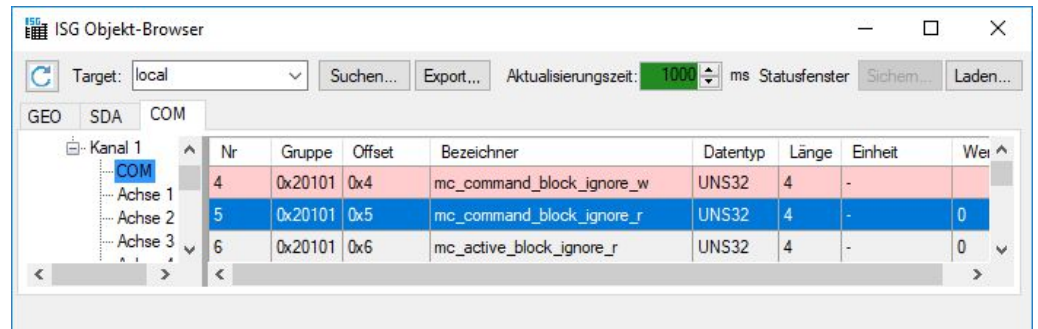 ISG Objekt-Browser
Target: local Suchen... Export,,, Aktualisierungszeit: 1000 ms Statusfenster Sichern... Laden...
GEO SDA COM
Kanal 1
COM
Achse 1
Achse 2
Achse 3
Nr Gruppe Offset Bezeichner Datentyp Länge Einheit
4 0x20101 0x4 mc_command_block_ignore_w UNS32 4 -
5 0x20101 0x5 mc_command_block_ignore_r UNS32 4 - 0
6 0x20101 0x6 mc_active_block_ignore_r UNS32 4 - 0